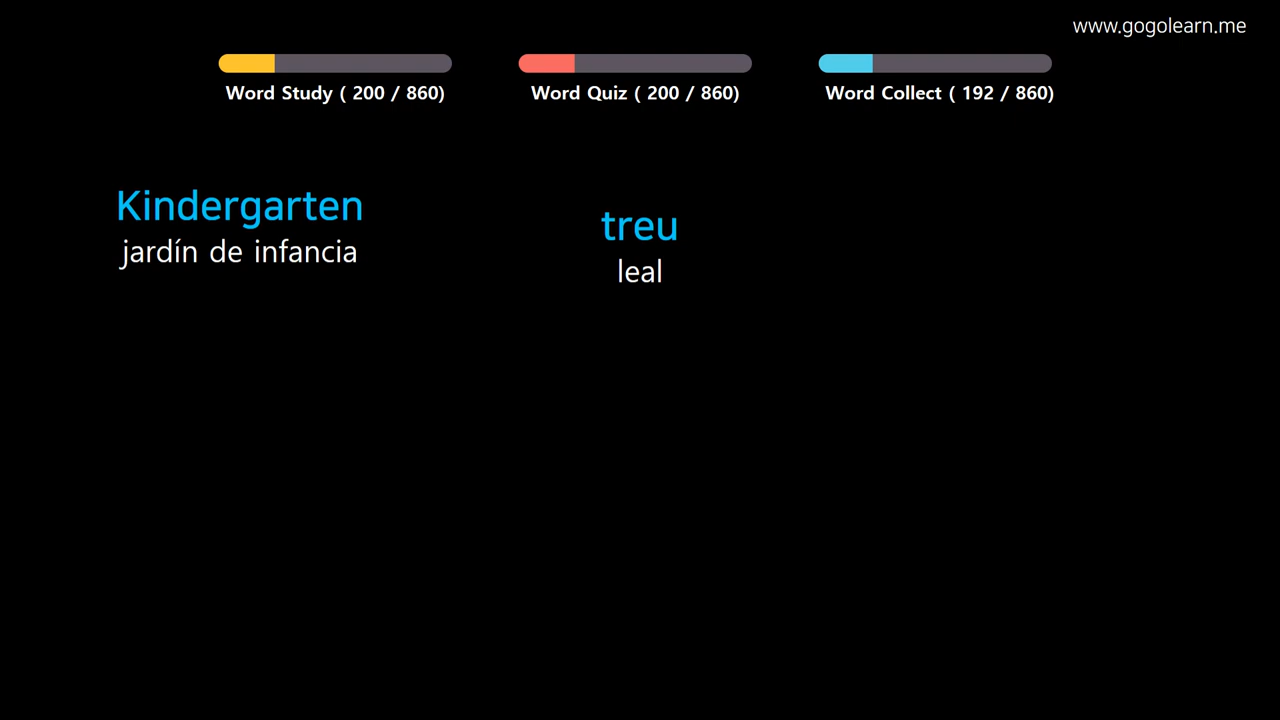 www.gogolearn.me
Word Study ( 200 / 860)
Word Quiz ( 200 / 860)
Word Collect ( 192 / 860)
Kindergarten
jardín de infancia
treu
leal